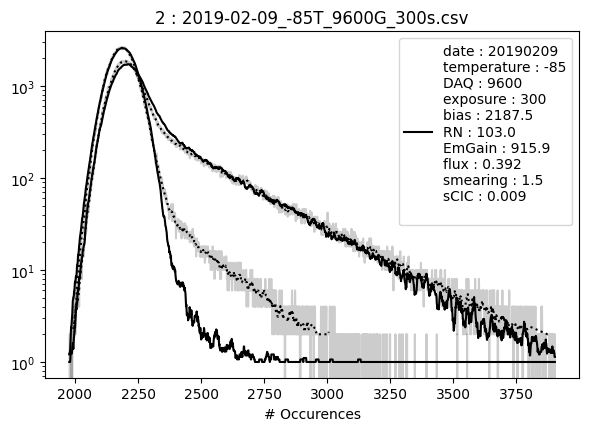 2 : 2019-02-09_-85T_9600G_300s.csv
date : 20190209
temperature : -85
DAQ : 9600
exposure : 300
bias : 2187.5
RN : 103.0
EmGain : 915.9
flux : 0.392
smearing : 1.5
sCIC : 0.009
10³
10²
10¹
10⁰
2000 2250 2500 2750 3000 3250 3500 3750
# Occurences